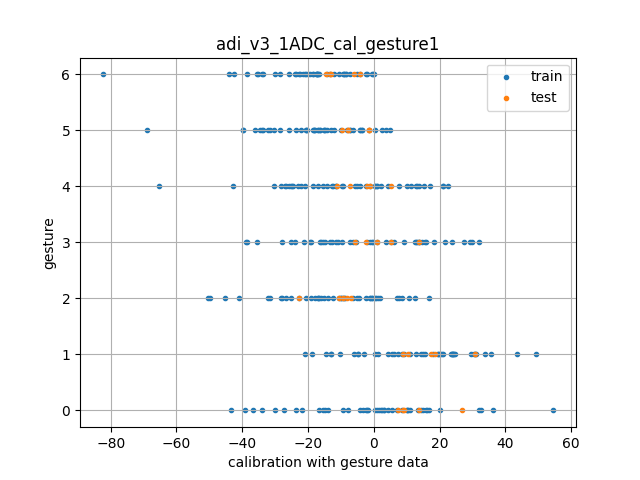 adi_v3_1ADC_cal_gesture1
train
test
gesture
6
5
4
3
2
1
0
−80 −60 −40 −20 0 20 40 60
calibration with gesture data